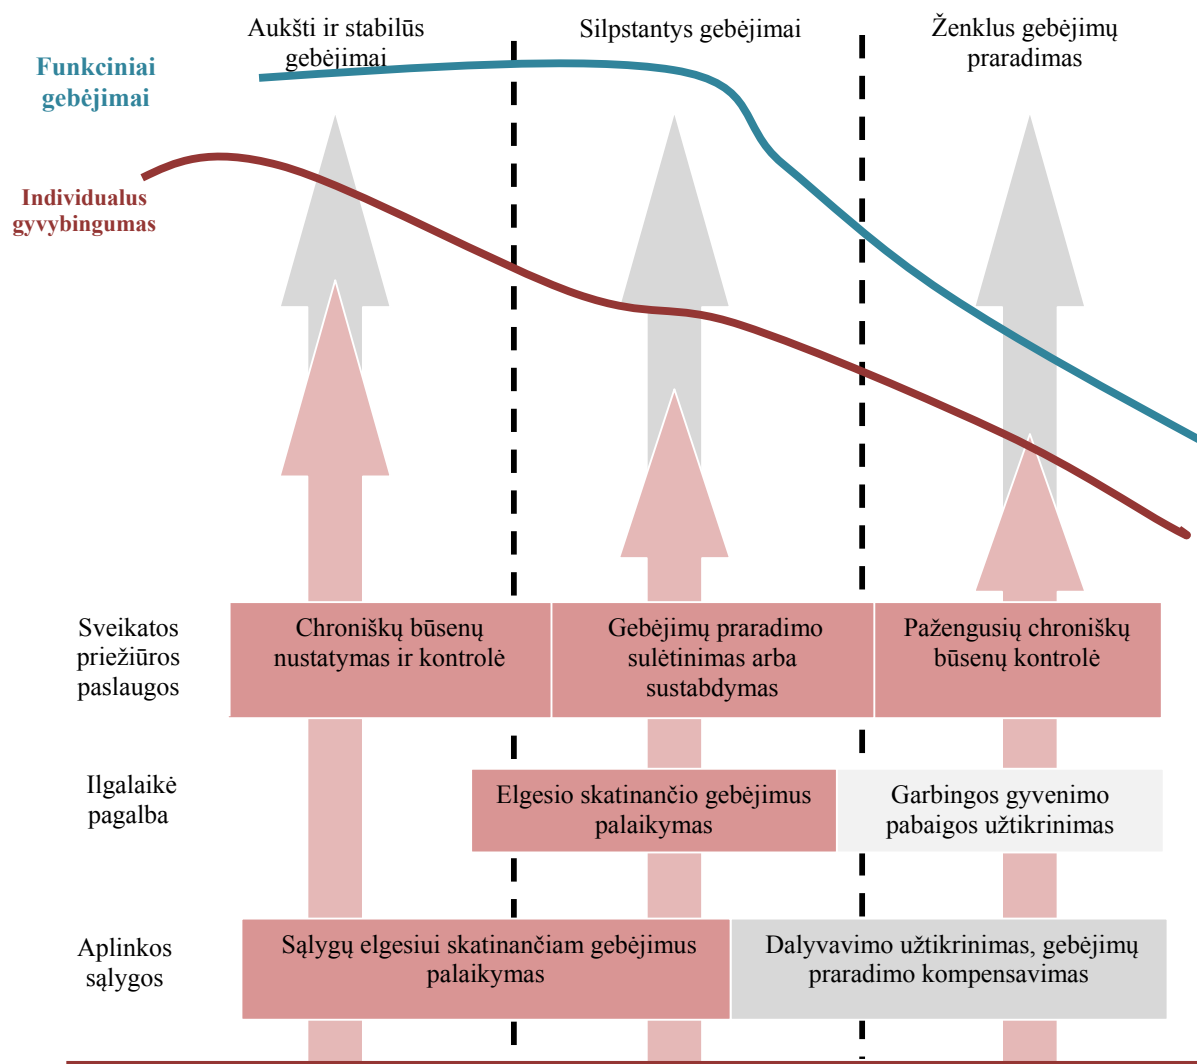 Aukšti ir stabilūs
gebėjimai
Silpstantys gebėjimai
Ženklus gebėjimų
praradimas
Funkciniai
gebėjimai
Individualus
gyvybingumas
Sveikatos
priežiūros
paslaugos
Chroniškų būsenų
nustatymas ir kontrolė
Gebėjimų praradimo
sulėtinimas arba
sustabdymas
Pažengusių chroniškų
būsenų kontrolė
Ilgalaikė
pagalba
Elgesio skatinančio gebėjimus
palaikymas
Garbingos gyvenimo
pabaigos užtikrinimas
Aplinkos
sąlygos
Sąlygų elgesiui skatinančiam gebėjimus
palaikymas
Dalyvavimo užtikrinimas, gebėjimų
praradimo kompensavimas